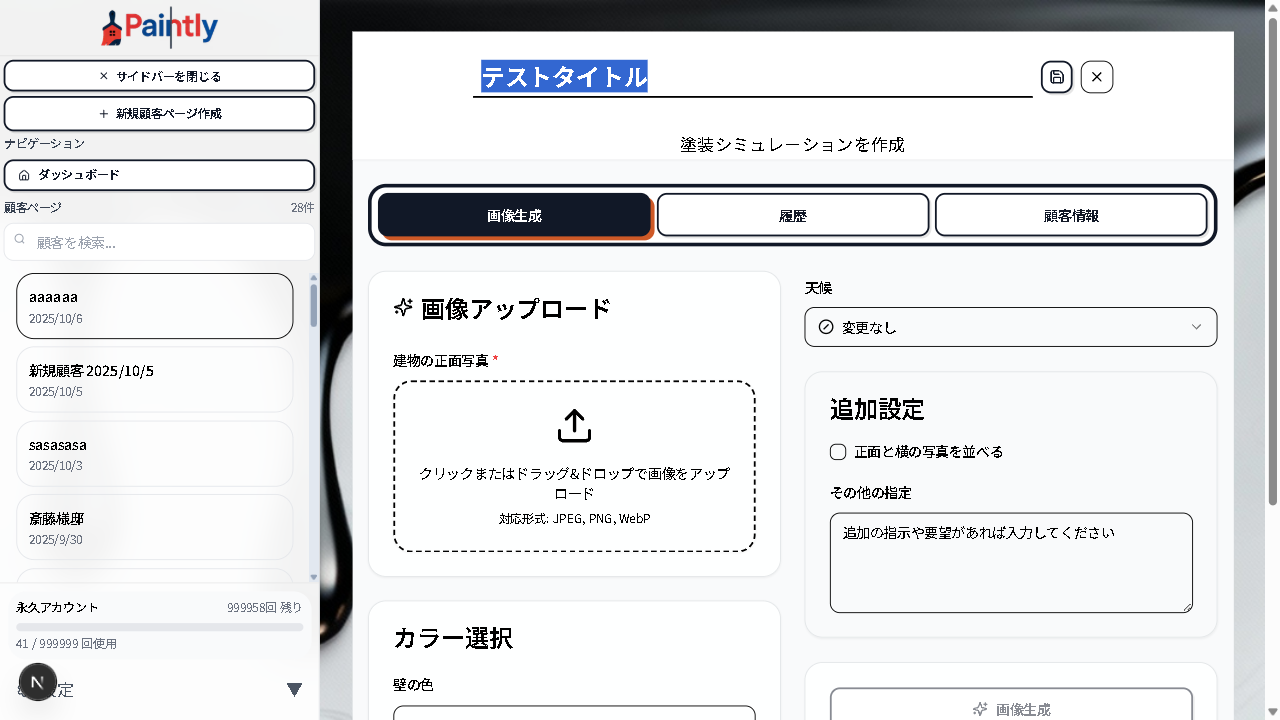 Paintly
サイドバーを閉じる
新規顧客ページ作成
ナビゲーション
ダッシュボード
顧客ページ
28件
顧客を検索...
aaaaaa
2025/10/6
新規顧客 2025/10/5
2025/10/5
sasasasa
2025/10/3
斎藤様邸
2025/9/30
永久アカウント
999958回 残り
41 / 999999 回使用
N
定
テストタイトル
塗装シミュレーションを作成
画像生成
履歴
顧客情報
画像アップロード
建物の正面写真 *
クリックまたはドラッグ&ドロップで画像をアップ
ロード
対応形式: JPEG, PNG, WebP
カラー選択
壁の色
天候
変更なし
追加設定
正面と横の写真を並べる
その他の指定
追加の指示や要望があれば入力してください
画像生成